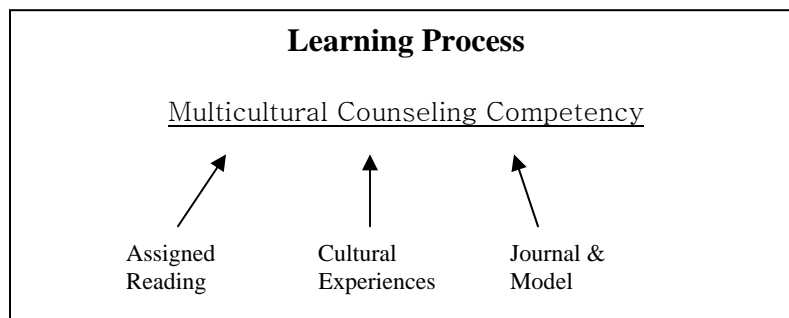 Learning Process
Multicultural Counseling Competency
Assigned Reading
Cultural Experiences
Journal & Model